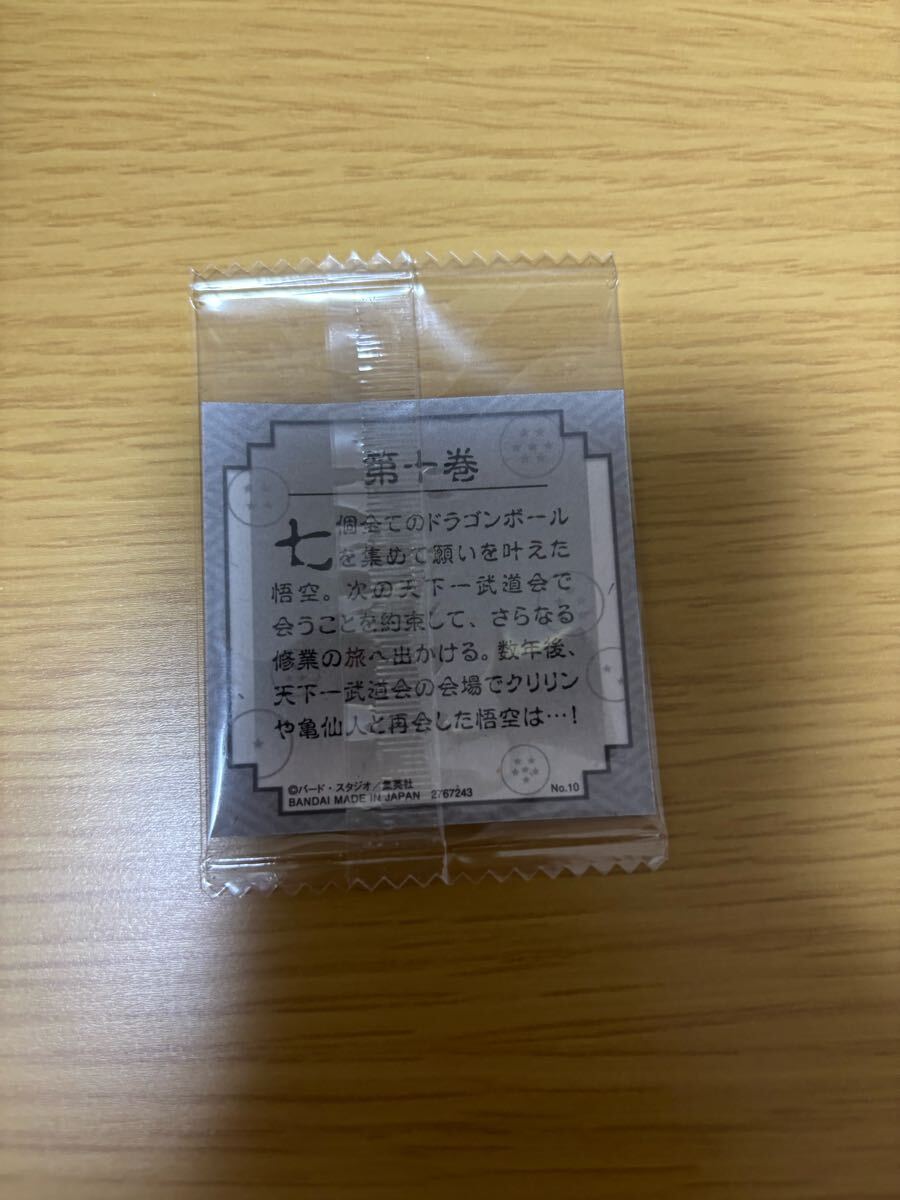 第十巻
七個全てのドラゴンボール
を集めて願いを叶えた
悟空。次の天下一武道会で
会うことを約束して、さらなる
修業の旅へ出かける。数年後、
天下一武道会の会場でクリリン
や亀仙人と再会した悟空は…!
©バード・スタジオ／集英社
BANDAI MADE IN JAPAN 2767243
No.10